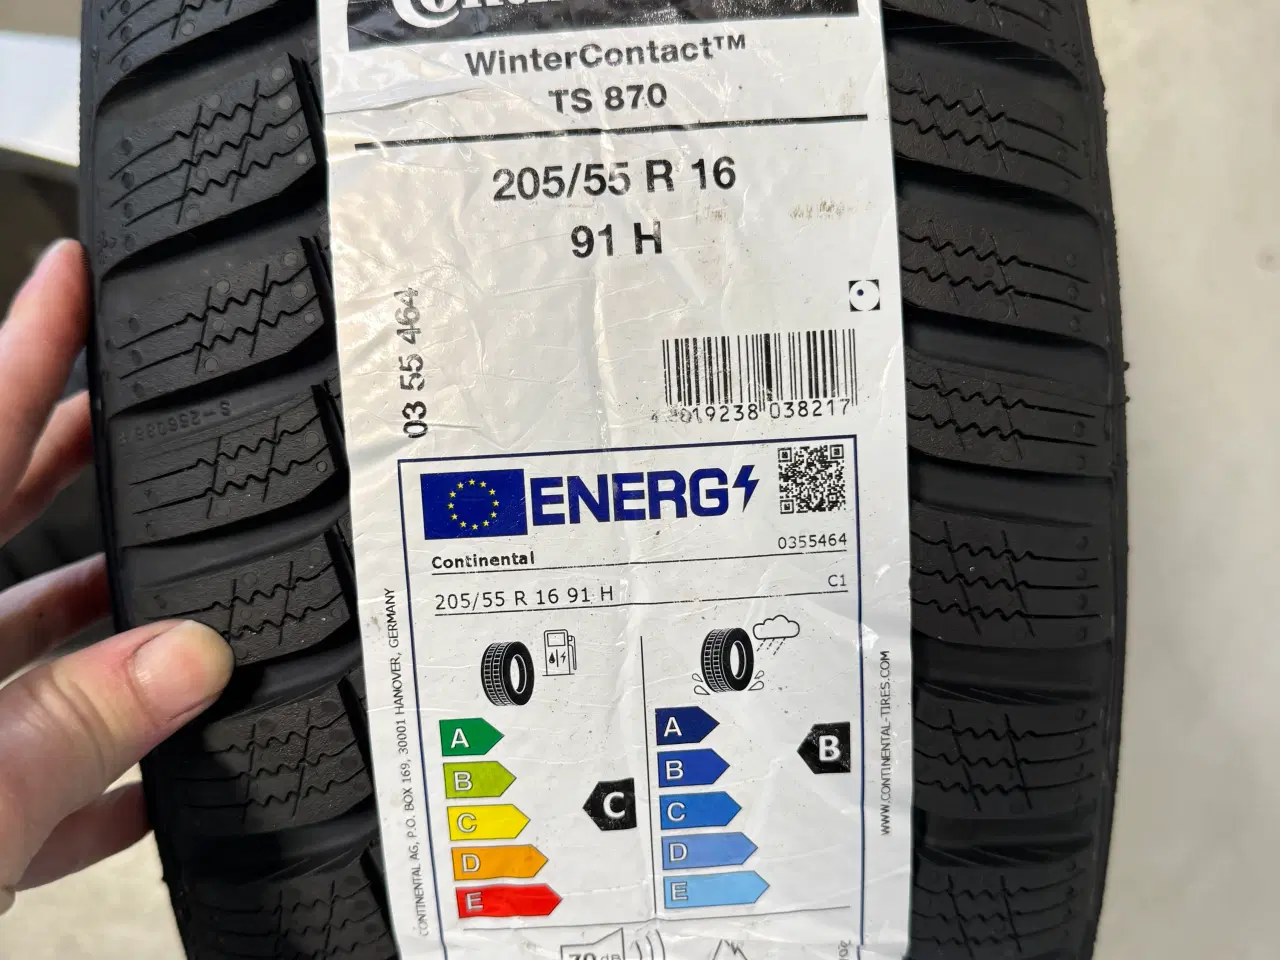 WinterContact™
TS 870
205/55 R 16
91 H
03 55 464
019238 038217
ENERG
Continental
0355464
205/55 R 16 91 H
C1
A
B
C
D
E
C
A
B
C
D
E
B
CONTINENTAL AG, P.O. BOX 169, 30001 HANOVER, GERMANY
WWW.CONTINENTAL-TIRES.COM